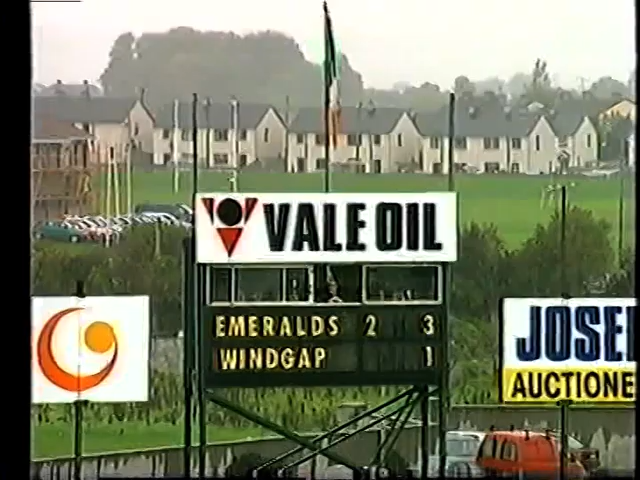 VALE OIL
EMERALDS 2 3
WINDGAP 1
JOSE
AUCTIONE